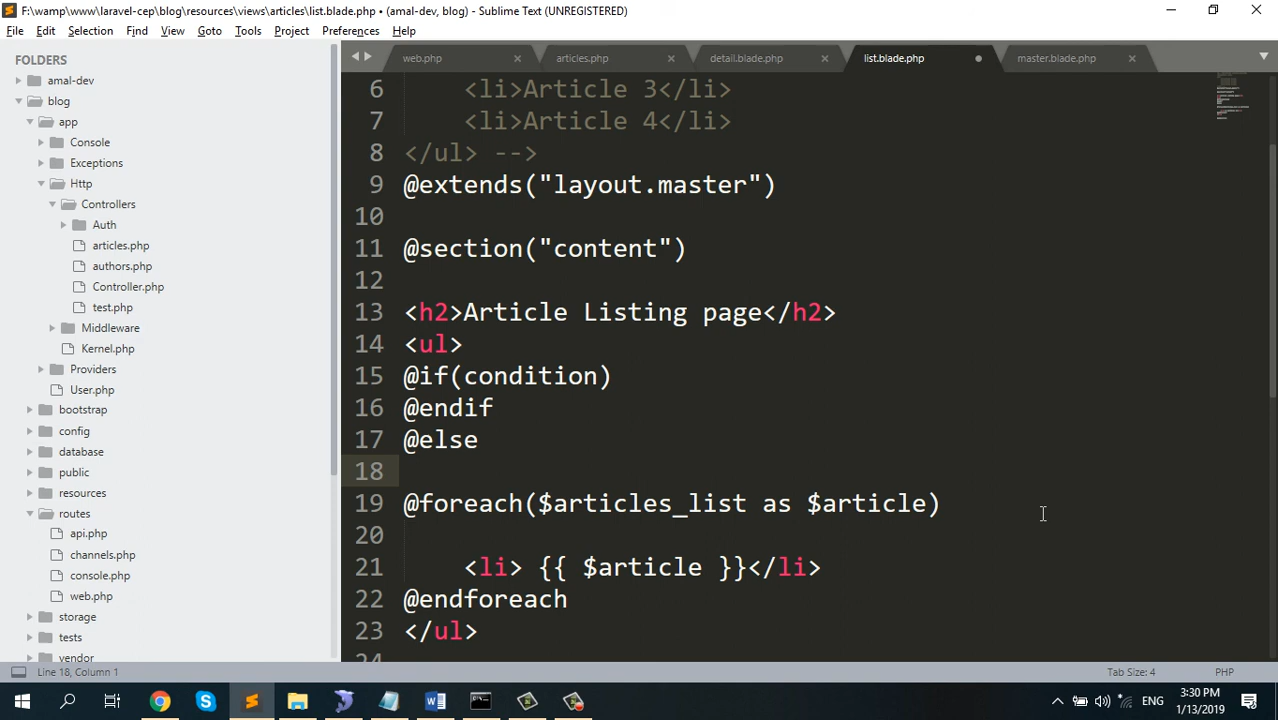 F:\wamp\www\laravel-cep\blog\resources\views\articles\list.blade.php • (amal-dev, blog) - Sublime Text (UNREGISTERED)
File Edit Selection Find View Goto Tools Project Preferences Help
FOLDERS
amal-dev
blog
app
Console
Exceptions
Http
Controllers
Auth
articles.php
authors.php
Controller.php
test.php
Middleware
Kernel.php
Providers
User.php
bootstrap
config
database
public
resources
routes
api.php
channels.php
console.php
web.php
storage
tests
vendor
web.php articles.php detail.blade.php list.blade.php master.blade.php
6 <li>Article 3</li>
7 <li>Article 4</li>
8 </ul> -->
9 @extends("layout.master")
10
11 @section("content")
12
13 <h2>Article Listing page</h2>
14 <ul>
15 @if(condition)
16 @endif
17 @else
18
19 @foreach($articles_list as $article)
20
21 <li> {{ $article }}</li>
22 @endforeach
23 </ul>
24
Line 18, Column 1 Tab Size: 4 PHP
ENG 3:30 PM
1/13/2019